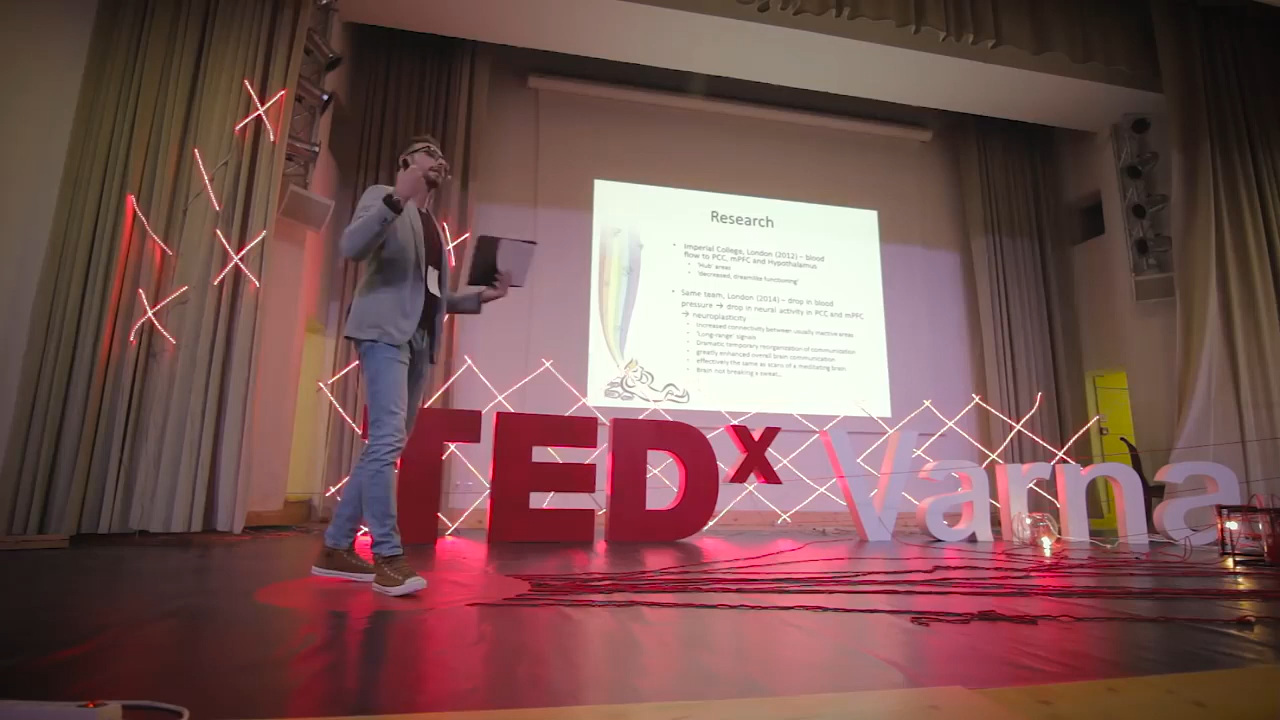 Research
• Imperial College, London (2012) – blood
flow to PCC, mPFC and Hypothalamus
• 'Hub' areas
• 'decreased, dreamlike functioning'
• Same team, London (2014) – drop in blood
pressure → drop in neural activity in PCC and mPFC
→ neuroplasticity
• Increased connectivity between usually inactive areas
• 'Long-range' signals
• Dramatic temporary reorganization of communication
• greatly enhanced overall brain communication
• effectively the same as scans of a meditating brain
• Brain not breaking a sweat...
TEDx Varna